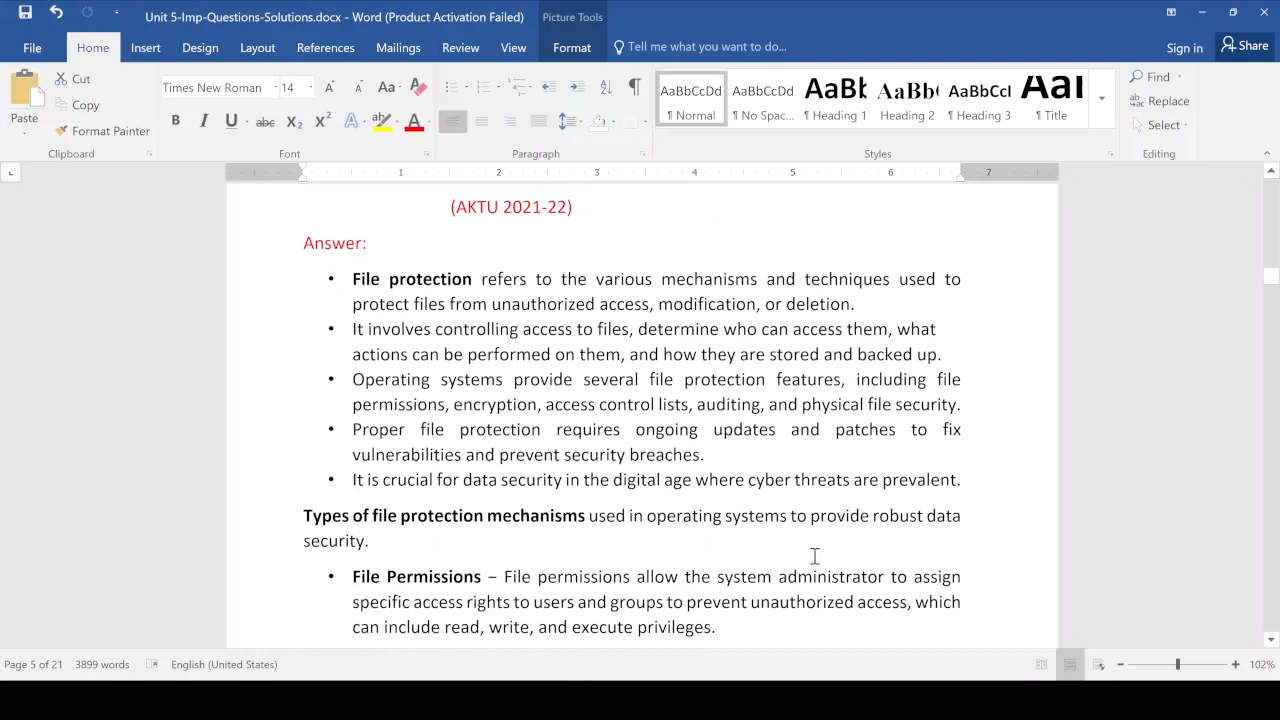 Unit 5-Imp-Questions-Solutions.docx - Word (Product Activation Failed)
Picture Tools
File Home Insert Design Layout References Mailings Review View Format Tell me what you want to do... Sign in Share
Paste
Cut
Copy
Format Painter
Times New Roman 14
AaBbCcDd AaBbCcDd AaBb( AaBb( AaBbCcI AaBl
¶ Normal ¶ No Spac... ¶ Heading 1 Heading 2 ¶ Heading 3 ¶ Title
Find
Replace
Select
Clipboard Font Paragraph Styles Editing
1 2 3 4 5 6 7
(AKTU 2021-22)
Answer:
• File protection refers to the various mechanisms and techniques used to
protect files from unauthorized access, modification, or deletion.
• It involves controlling access to files, determine who can access them, what
actions can be performed on them, and how they are stored and backed up.
• Operating systems provide several file protection features, including file
permissions, encryption, access control lists, auditing, and physical file security.
• Proper file protection requires ongoing updates and patches to fix
vulnerabilities and prevent security breaches.
• It is crucial for data security in the digital age where cyber threats are prevalent.
Types of file protection mechanisms used in operating systems to provide robust data
security.
• File Permissions − File permissions allow the system administrator to assign
specific access rights to users and groups to prevent unauthorized access, which
can include read, write, and execute privileges.
Page 5 of 21 3899 words English (United States) 102%